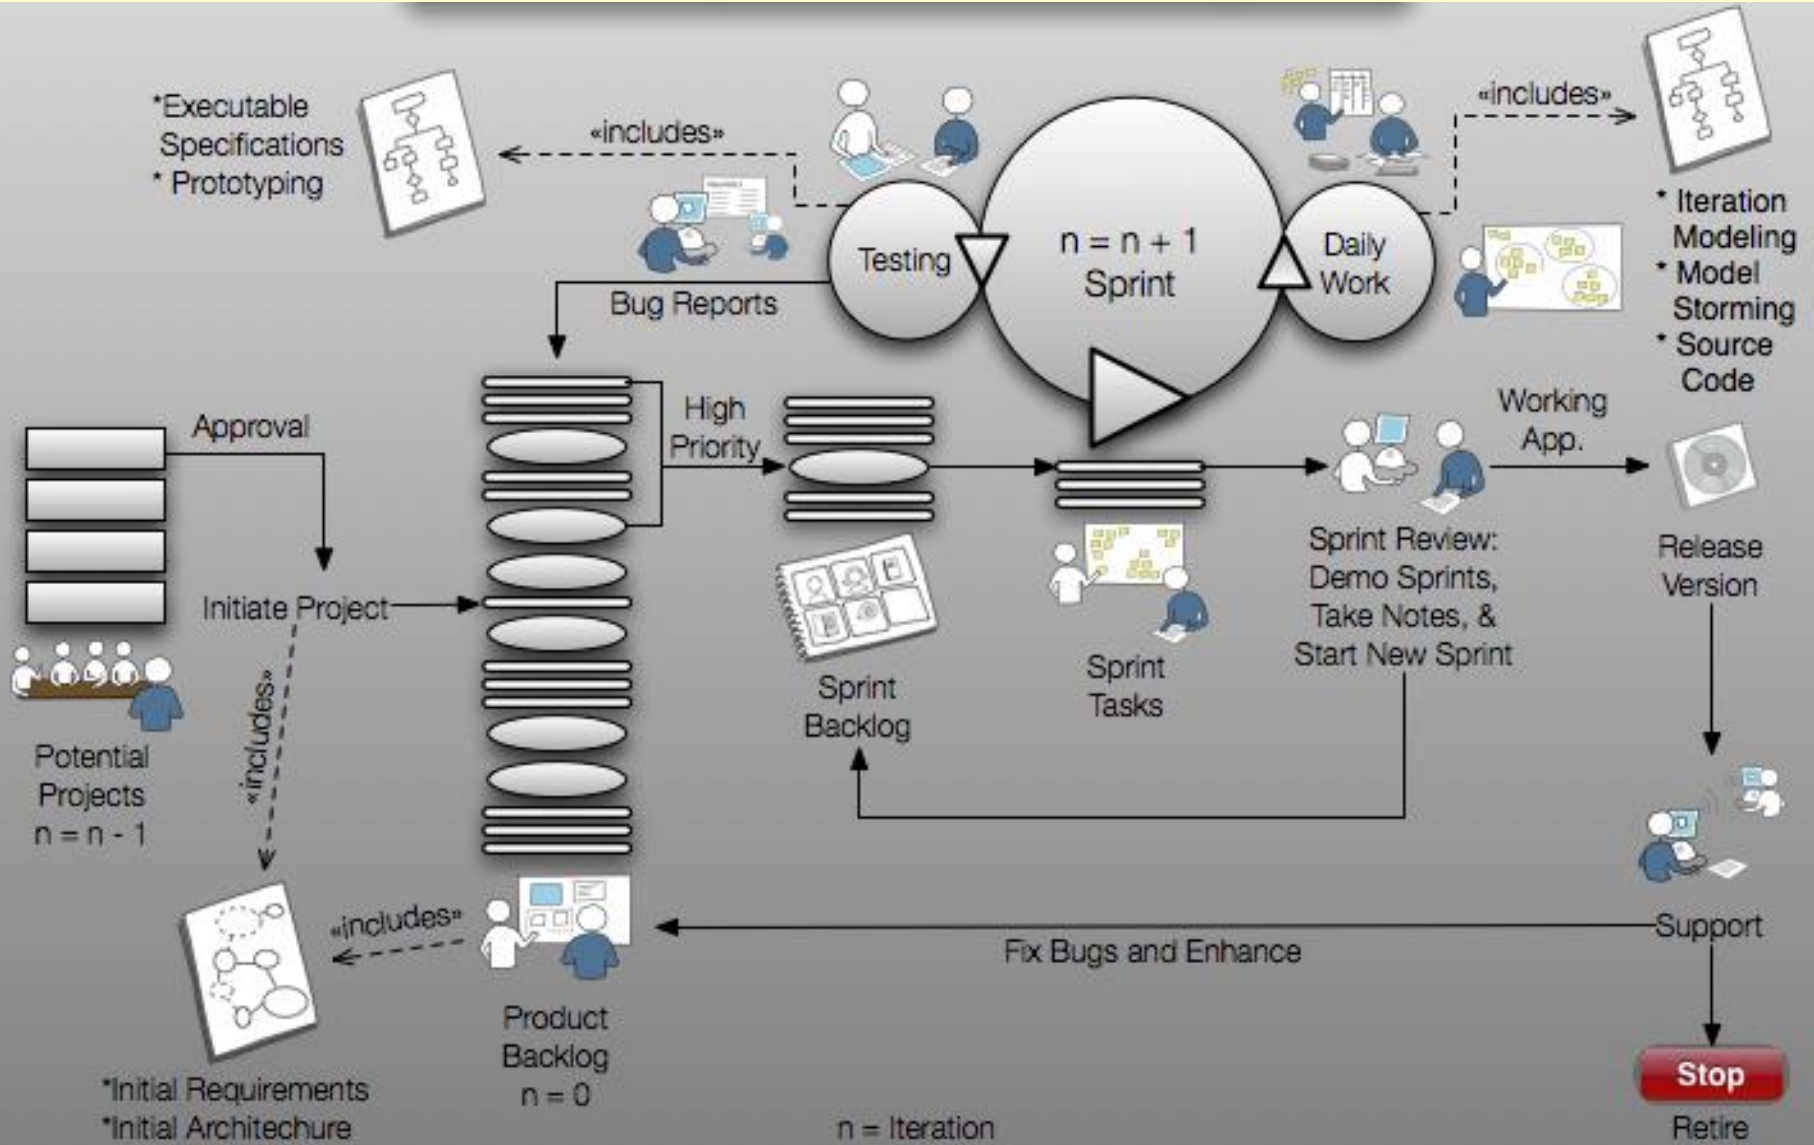 *Executable
Specifications
* Prototyping
«includes»
«includes»
* Iteration
Modeling
* Model
Storming
* Source
Code
Testing
n = n + 1
Sprint
Daily
Work
Bug Reports
Approval
High
Priority
Working
App.
Initiate Project
Sprint Review:
Demo Sprints,
Take Notes, &
Start New Sprint
Release
Version
Sprint
Backlog
Sprint
Tasks
Potential
Projects
n = n - 1
«includes»
«includes»
Fix Bugs and Enhance
Support
Product
Backlog
n = 0
*Initial Requirements
*Initial Architechure
n = Iteration
Stop
Retire